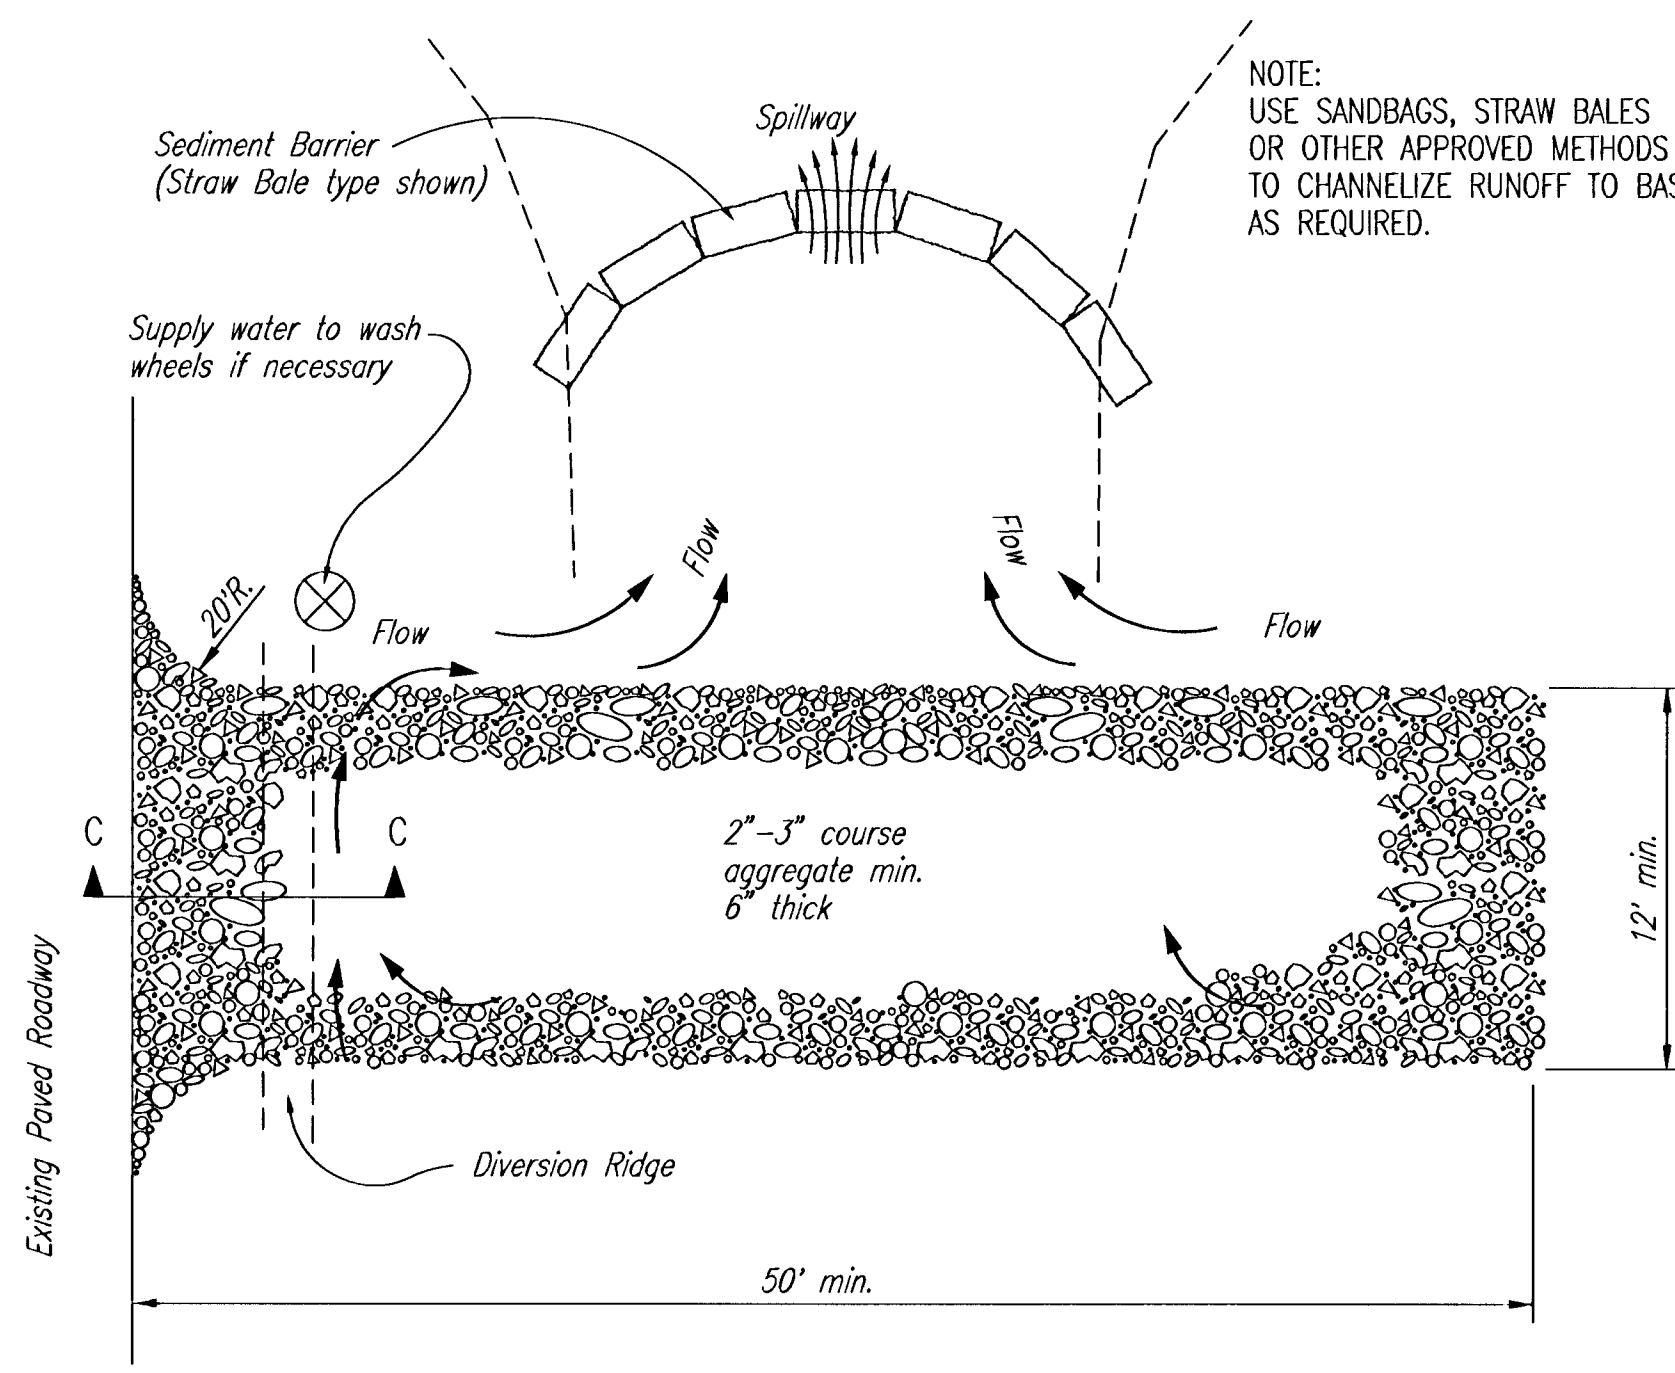 Spillway
NOTE:
USE SANDBAGS, STRAW BALES
OR OTHER APPROVED METHODS
TO CHANNELIZE RUNOFF TO BAS
AS REQUIRED.
Sediment Barrier
(Straw Bale type shown)
Supply water to wash
wheels if necessary
20'R.
Flow
Flow
Flow
Flow
C
C
2"-3" course
aggregate min.
6" thick
12' min.
Existing Paved Roadway
Diversion Ridge
50' min.